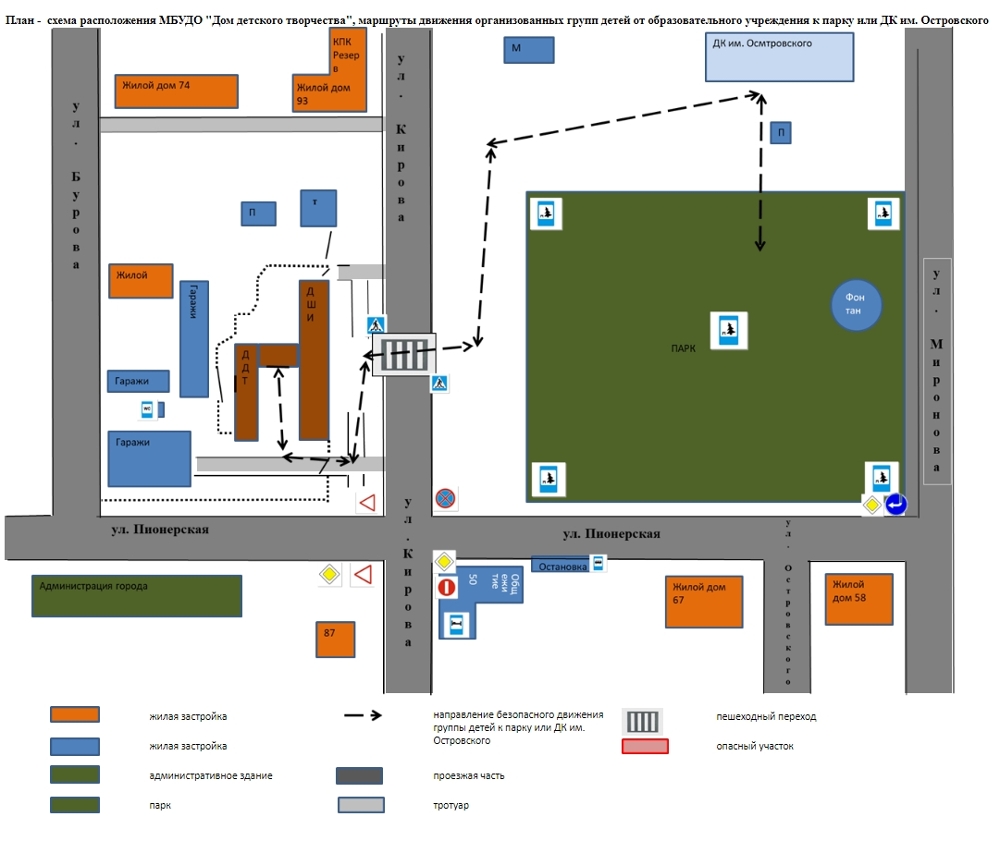 План - схема расположения МБУДО "Дом детского творчества", маршруты движения организованных групп детей от образовательного учреждения к парку или ДК им. Островского
КПК
Резер
в
Жилой дом
93
Жилой дом 74
ул. Бурова
ул. Кирова
М
ДК им. Осмтровского
П
П
т
Жилой
Гаражи
ДШИ
ДДТ
Гаражи
WC
Гаражи
ПАРК
Фон
тан
ул. Миронова
ул. Пионерская
ул. Кирова
ул. Пионерская
ул. Островского
Администрация города
87
Общ
ежи
тие
50
Остановка
Жилой дом
67
Жилой
дом 58
жилая застройка
жилая застройка
административное здание
парк
направление безопасного движения
группы детей к парку или ДК им.
Островского
проезжая часть
тротуар
пешеходный переход
опасный участок